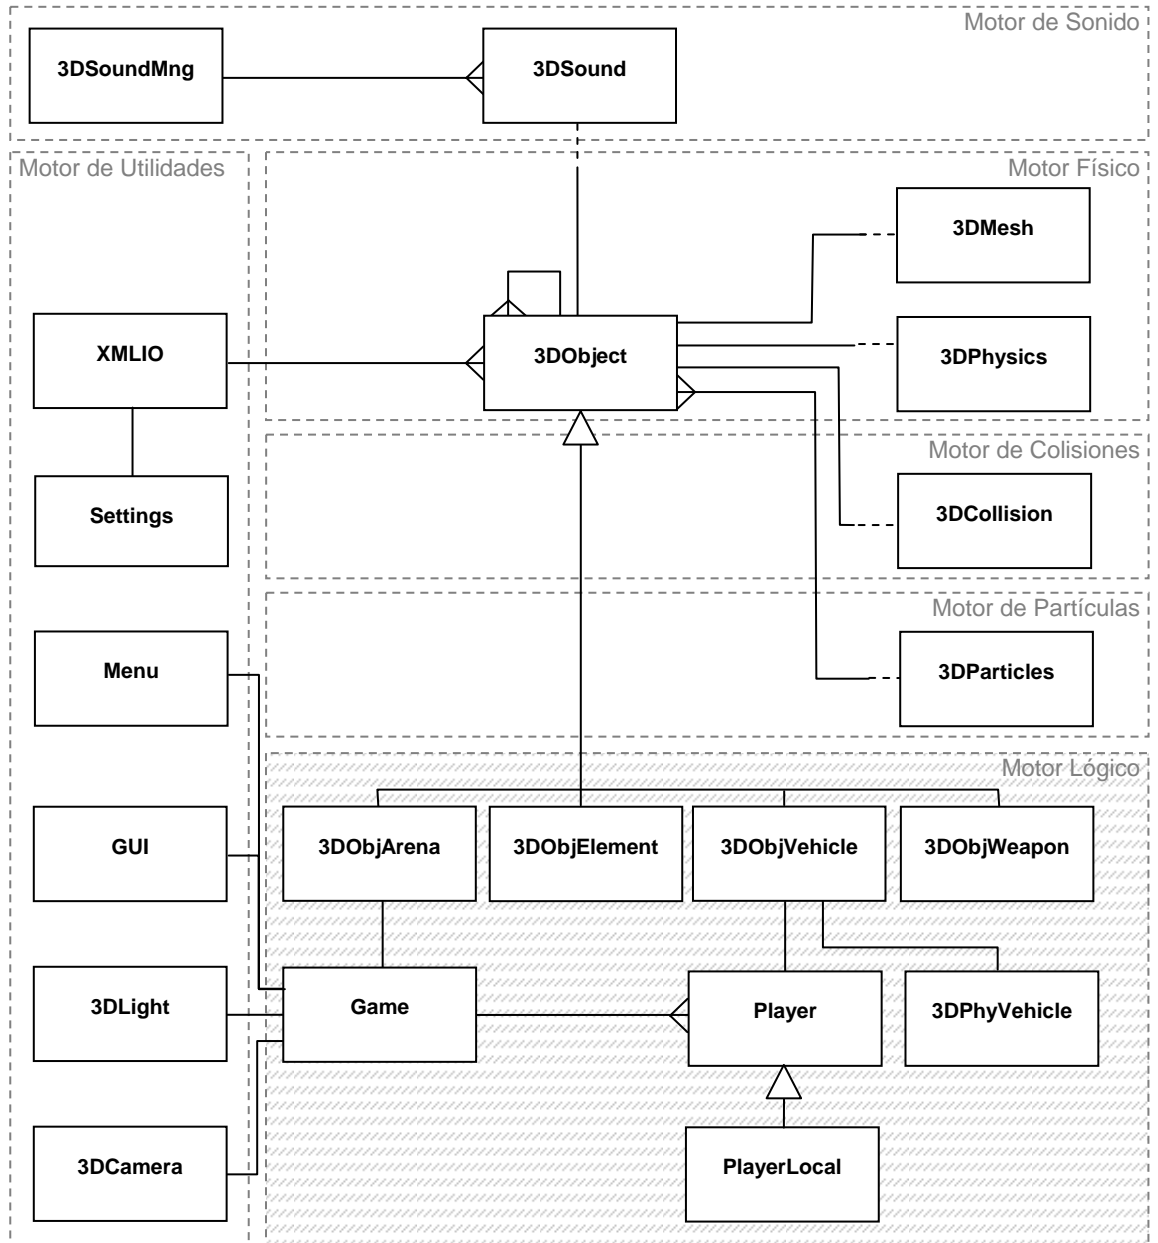 Motor de Sonido
3DSoundMng
3DSound
Motor de Utilidades
Motor Físico
3DMesh
XMLIO
3DObject
3DPhysics
Motor de Colisiones
Settings
3DCollision
Motor de Partículas
Menu
3DParticles
Motor Lógico
GUI
3DObjArena
3DObjElement
3DObjVehicle
3DObjWeapon
3DLight
Game
Player
3DPhyVehicle
3DCamera
PlayerLocal